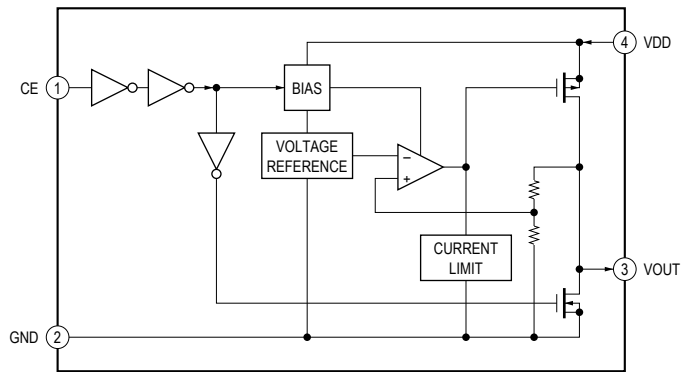 4 VDD
CE 1
BIAS
VOLTAGE
REFERENCE
−
+
CURRENT
LIMIT
3 VOUT
GND 2